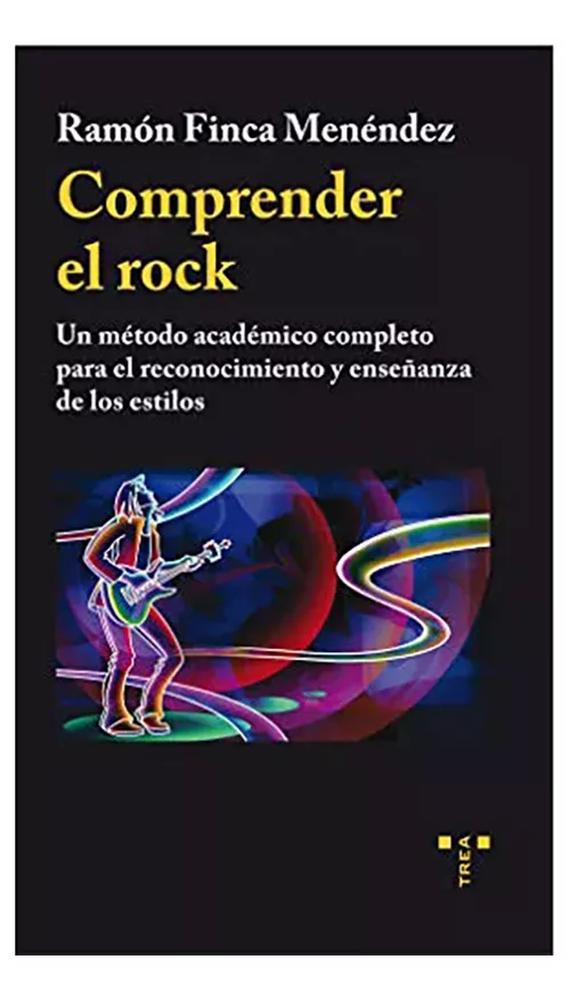 Ramón Finca Menéndez
Comprender
el rock
Un método académico completo
para el reconocimiento y enseñanza
de los estilos
TREA